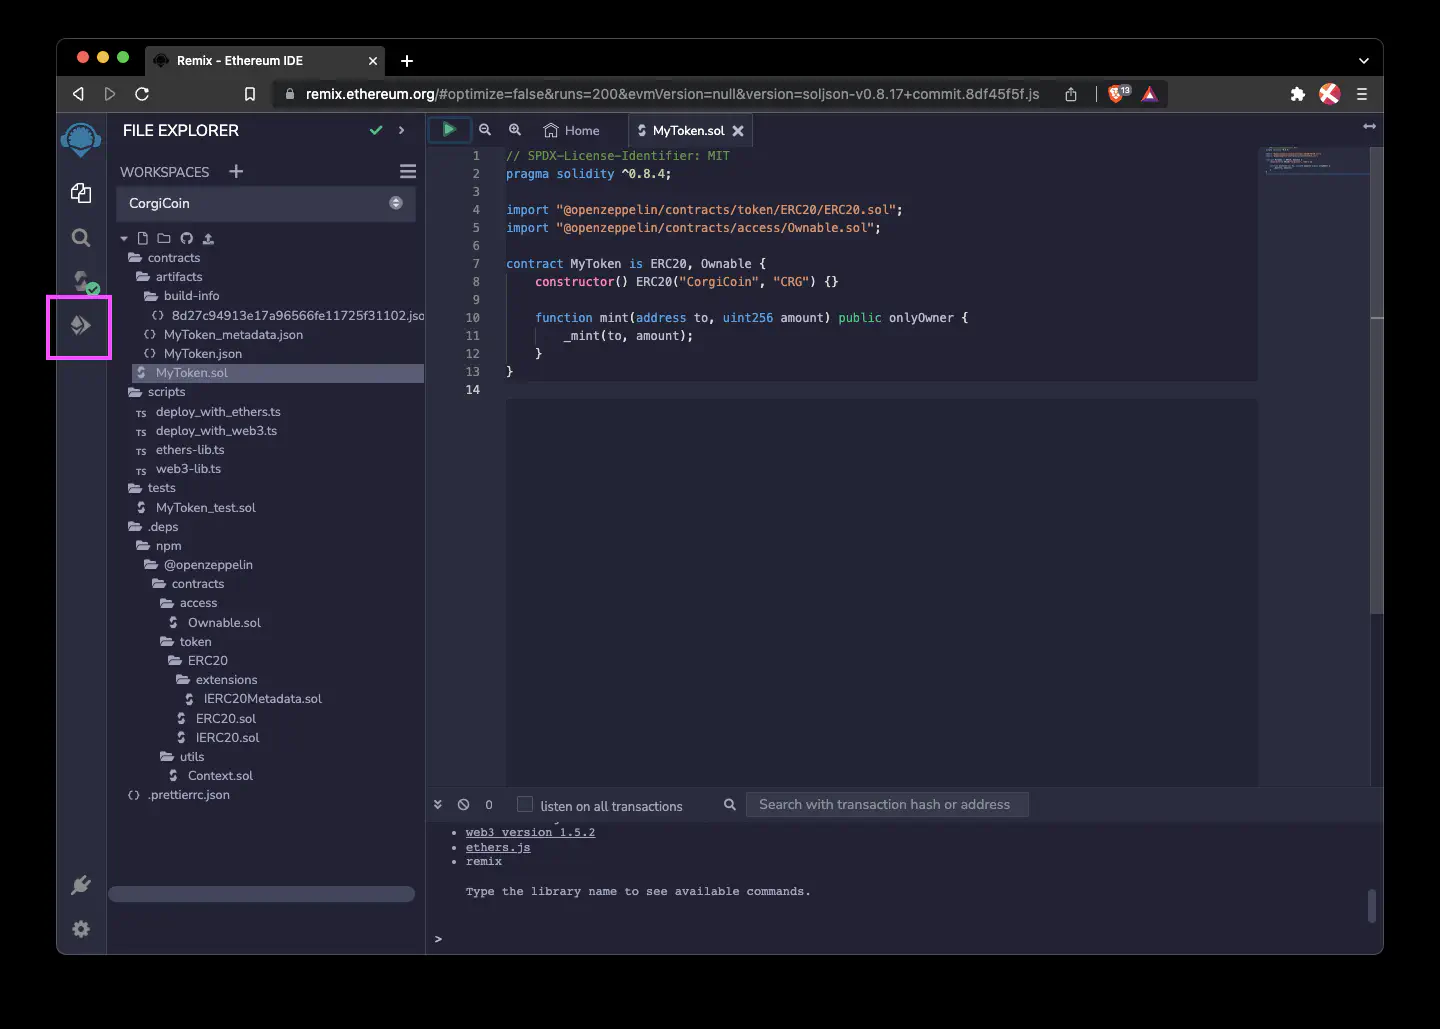 Remix - Ethereum IDE
remix.ethereum.org/#optimize=false&runs=200&evmVersion=null&version=soljson-v0.8.17+commit.8df45f5f.js
13
FILE EXPLORER
WORKSPACES
CorgiCoin
contracts
artifacts
build-info
8d27c94913e17a96566fe11725f31102.jso
MyToken_metadata.json
MyToken.json
MyToken.sol
scripts
TS deploy_with_ethers.ts
TS deploy_with_web3.ts
TS ethers-lib.ts
TS web3-lib.ts
tests
MyToken_test.sol
.deps
npm
@openzeppelin
contracts
access
Ownable.sol
token
ERC20
extensions
IERC20Metadata.sol
ERC20.sol
IERC20.sol
utils
Context.sol
.prettierrc.json
Home
MyToken.sol
1 // SPDX-License-Identifier: MIT
2 pragma solidity ^0.8.4;
3
4 import "@openzeppelin/contracts/token/ERC20/ERC20.sol";
5 import "@openzeppelin/contracts/access/Ownable.sol";
6
7 contract MyToken is ERC20, Ownable {
8 constructor() ERC20("CorgiCoin", "CRG") {}
9
10 function mint(address to, uint256 amount) public onlyOwner {
11 _mint(to, amount);
12 }
13 }
14
0 listen on all transactions Search with transaction hash or address
• web3 version 1.5.2
• ethers.js
• remix
Type the library name to see available commands.
>